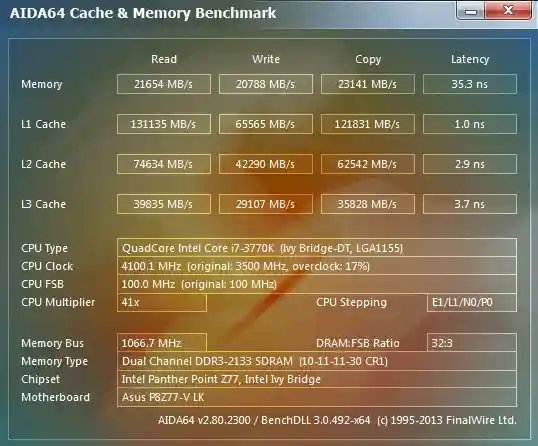 AIDA64 Cache & Memory Benchmark
Read Write Copy Latency
Memory 21654 MB/s 20788 MB/s 23141 MB/s 35.3 ns
L1 Cache 131135 MB/s 65565 MB/s 121831 MB/s 1.0 ns
L2 Cache 74634 MB/s 42290 MB/s 62542 MB/s 2.9 ns
L3 Cache 39835 MB/s 29107 MB/s 35828 MB/s 3.7 ns
CPU Type QuadCore Intel Core i7-3770K (Ivy Bridge-DT, LGA1155)
CPU Clock 4100.1 MHz (original: 3500 MHz, overclock: 17%)
CPU FSB 100.0 MHz (original: 100 MHz)
CPU Multiplier 41x CPU Stepping E1/L1/N0/P0
Memory Bus 1066.7 MHz DRAM:FSB Ratio 32:3
Memory Type Dual Channel DDR3-2133 SDRAM (10-11-11-30 CR1)
Chipset Intel Panther Point Z77, Intel Ivy Bridge
Motherboard Asus P8Z77-V LK
AIDA64 v2.80.2300 / BenchDLL 3.0.492-x64 (c) 1995-2013 FinalWire Ltd.